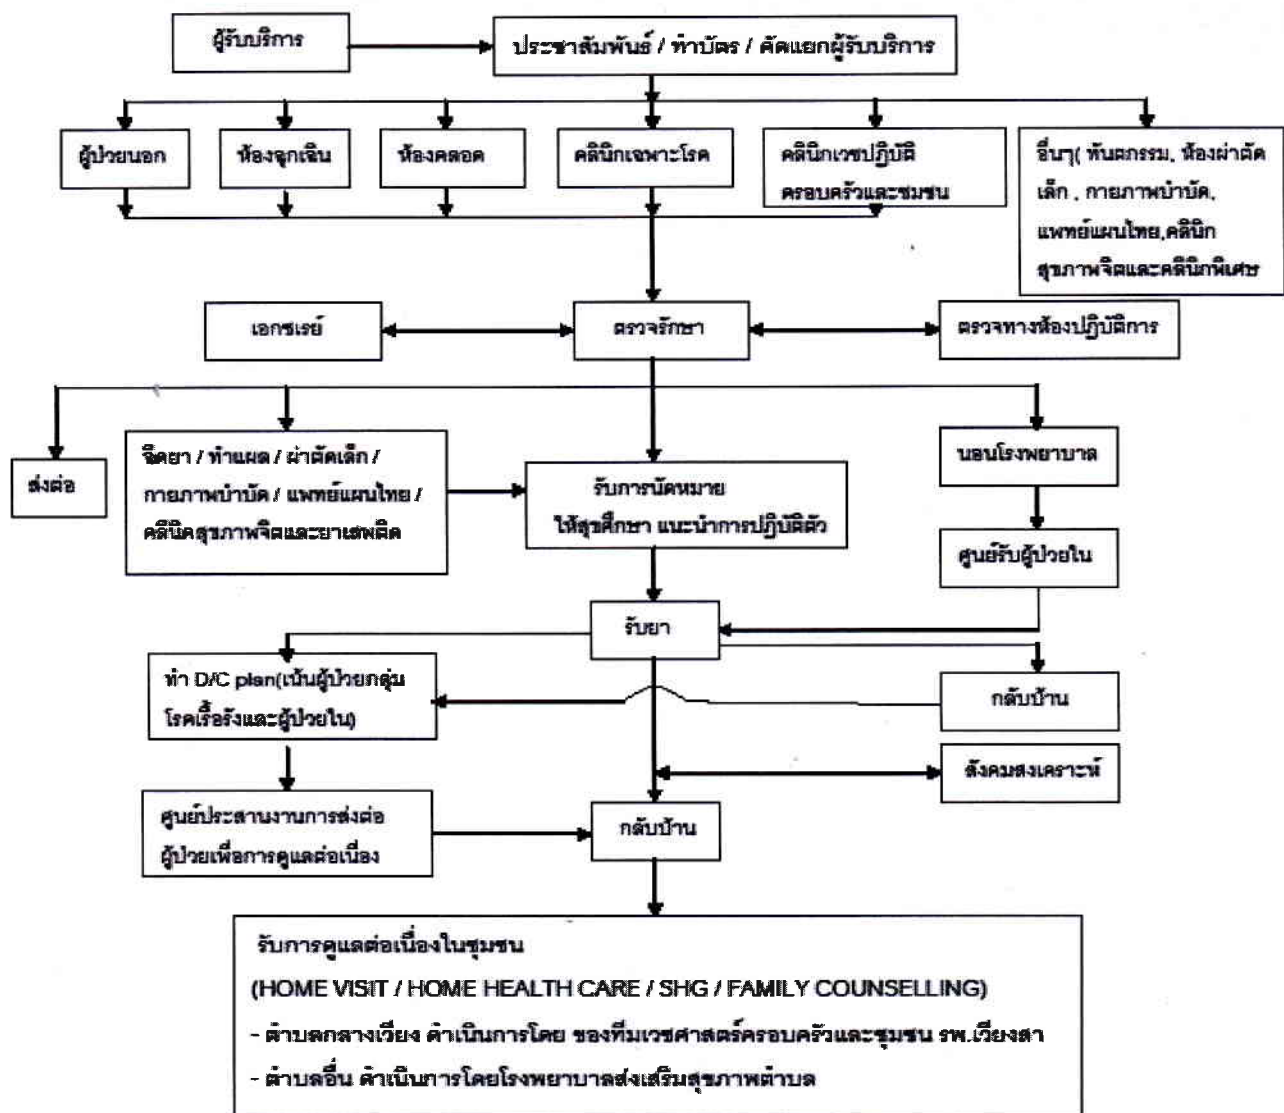 ผู้รับบริการ
ประชาสัมพันธ์ / ทำบัตร / คัดแยกผู้รับบริการ
ผู้ป่วยนอก
ห้องฉุกเฉิน
ห้องคลอด
คลินิกเฉพาะโรค
คลินิกเวชปฏิบัติ
ครอบครัวและชุมชน
อื่นๆ( ทันตกรรม, ห้องผ่าตัด
เล็ก , กายภาพบำบัด,
แพทย์แผนไทย,คลินิก
สุขภาพจิตและคลินิกพิเศษ
เอกซเรย์
ตรวจรักษา
ตรวจทางห้องปฏิบัติการ
ส่งต่อ
ฉีดยา / ทำแผล / ผ่าตัดเล็ก /
กายภาพบำบัด / แพทย์แผนไทย /
คลินิคสุขภาพจิตและยาเสพติด
รับการนัดหมาย
ให้สุขศึกษา แนะนำการปฏิบัติตัว
นอนโรงพยาบาล
ศูนย์รับผู้ป่วยใน
รับยา
ทำ D/C plan(เน้นผู้ป่วยกลุ่ม
โรคเรื้อรังและผู้ป่วยใน)
กลับบ้าน
สังคมสงเคราะห์
ศูนย์ประสานงานการส่งต่อ
ผู้ป่วยเพื่อการดูแลต่อเนื่อง
กลับบ้าน
รับการดูแลต่อเนื่องในชุมชน
(HOME VISIT / HOME HEALTH CARE / SHG / FAMILY COUNSELLING)
- ตำบลกลางเวียง ดำเนินการโดย ของทีมเวชศาสตร์ครอบครัวและชุมชน รพ.เวียงสา
- ตำบลอื่น ดำเนินการโดยโรงพยาบาลส่งเสริมสุขภาพตำบล